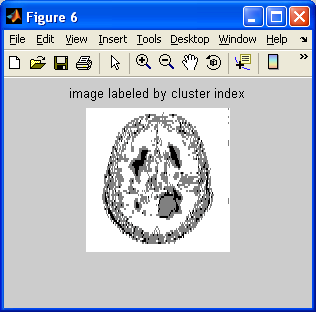 Figure 6
File Edit View Insert Tools Desktop Window Help
image labeled by cluster index